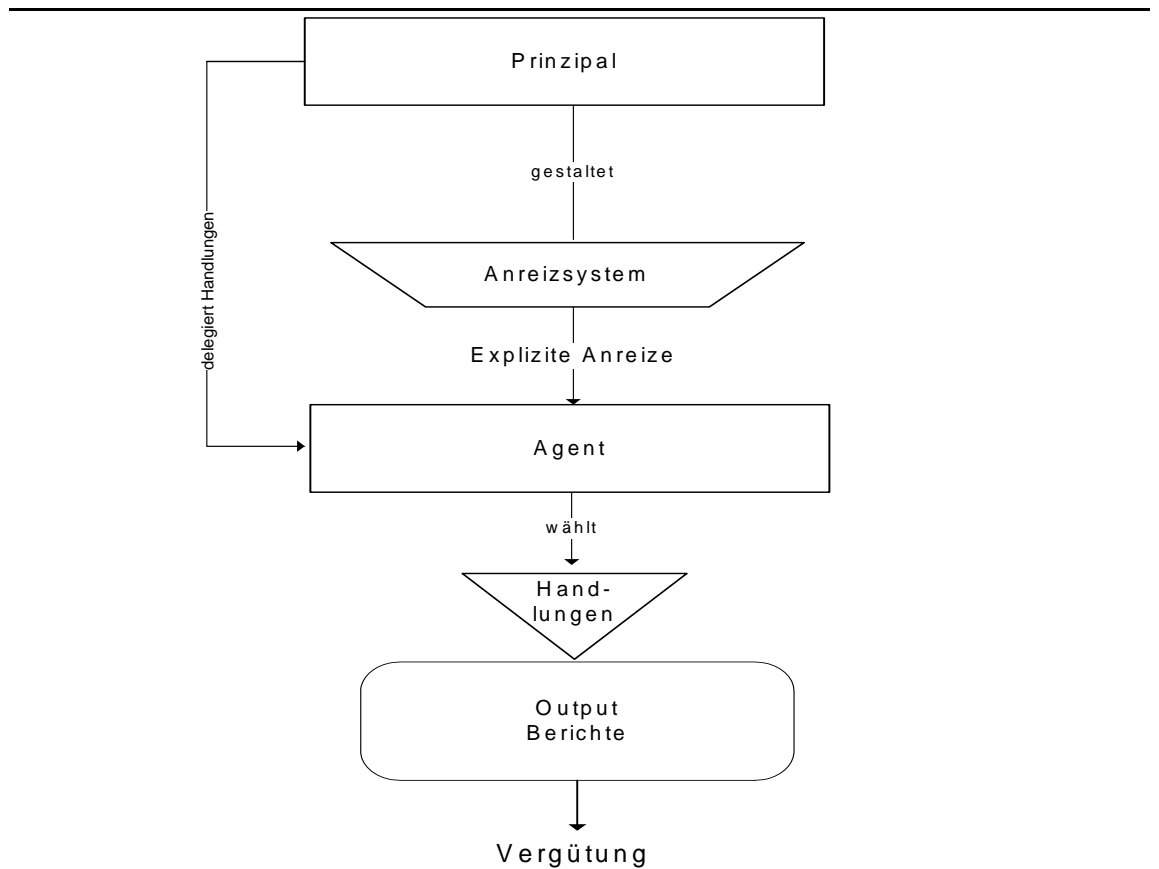 Prinzipal
gestaltet
delegiert Handlungen
Anreizsystem
Explizite Anreize
Agent
wählt
Hand-
lungen
Output
Berichte
Vergütung